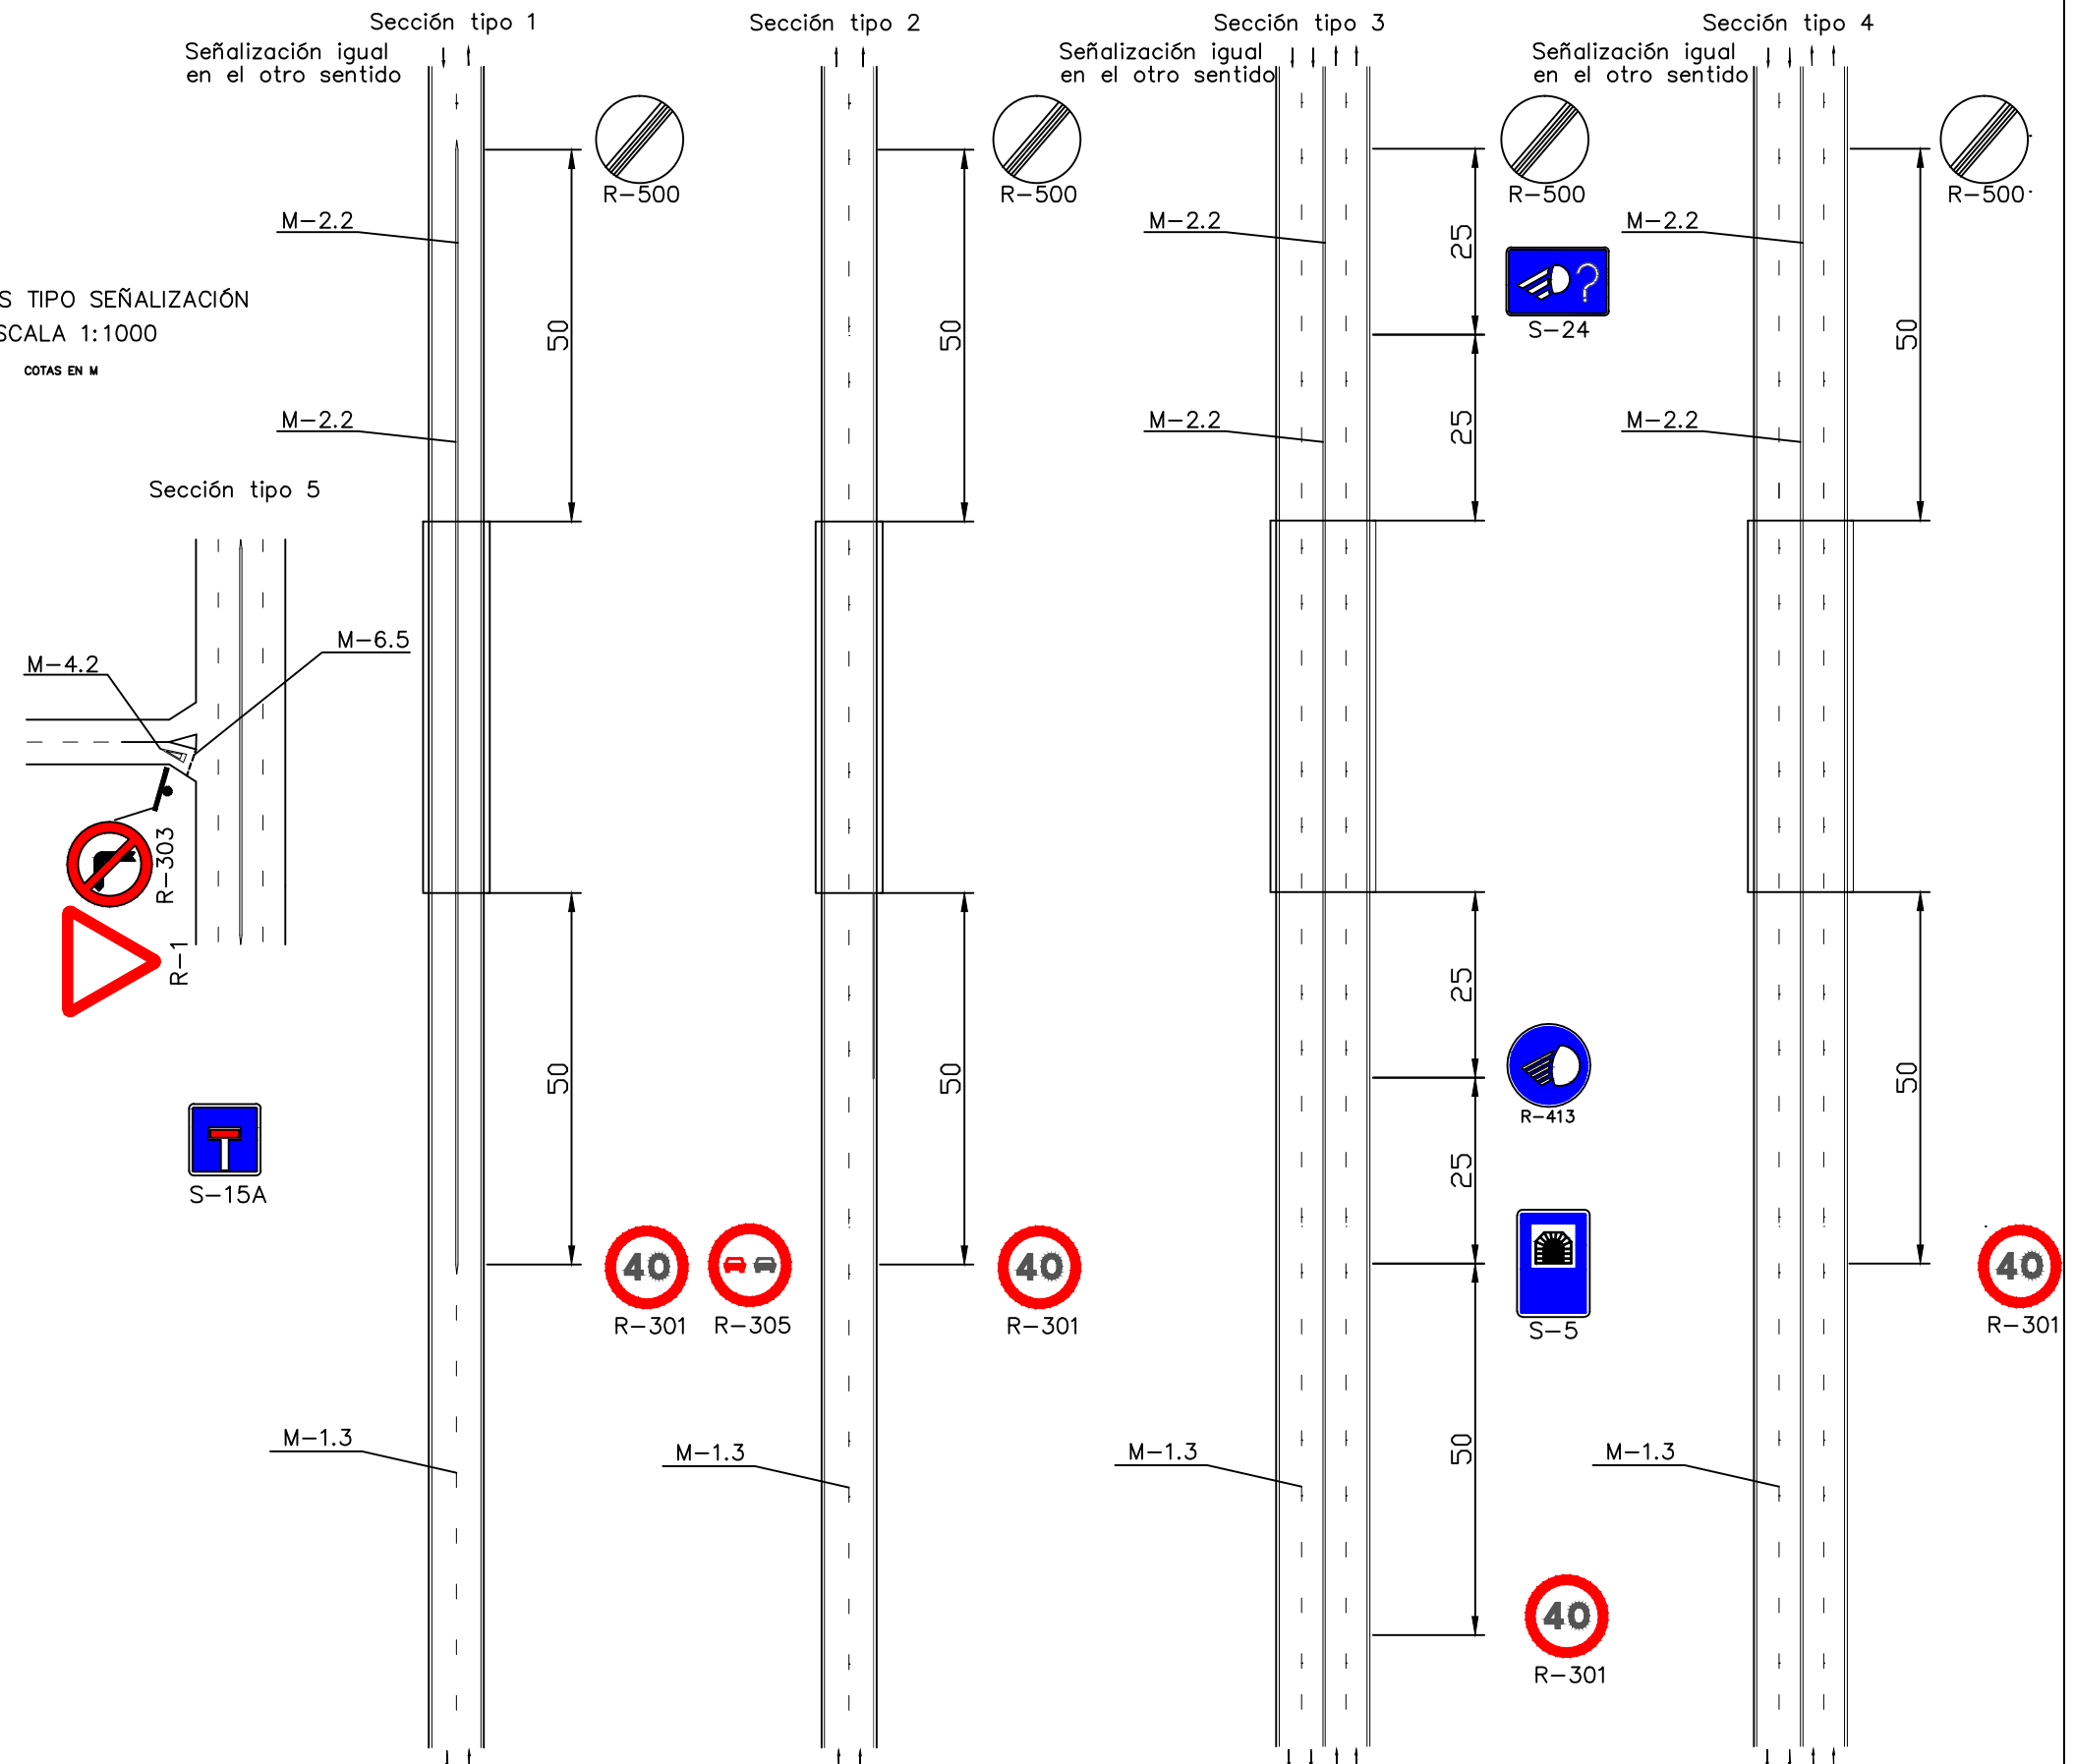 Sección tipo 1
Señalización igual
en el otro sentido
R-500
M-2.2
50
M-2.2
50
R-301
R-305
M-1.3
Sección tipo 2
R-500
50
50
R-301
M-1.3
Sección tipo 3
Señalización igual
en el otro sentido
R-500
M-2.2
25
S-24
M-2.2
25
25
R-413
25
S-5
50
M-1.3
40
R-301
Sección tipo 4
Señalización igual
en el otro sentido
R-500
M-2.2
50
M-2.2
50
40
R-301
M-1.3
40
40
S TIPO SEÑALIZACIÓN
SCALA 1:1000
COTAS EN M
Sección tipo 5
M-6.5
M-4.2
R-303
R-1
S-15A